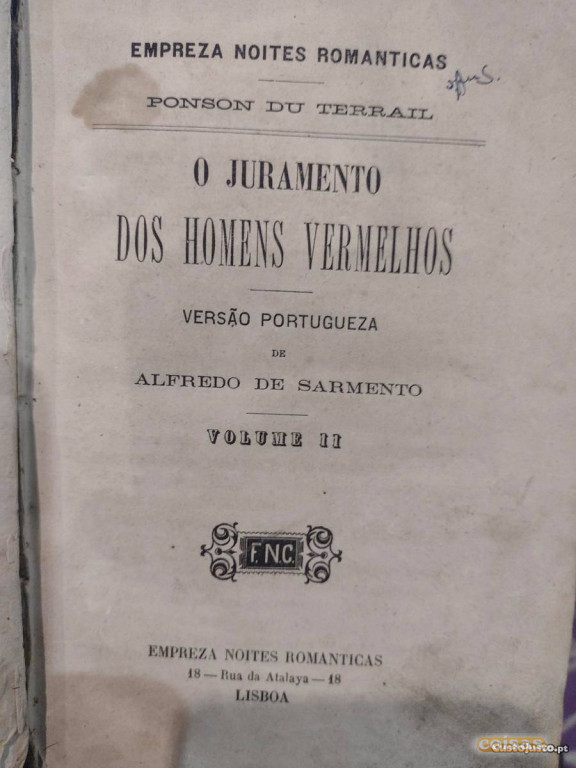 EMPREZA NOITES ROMANTICAS
PONSON DU TERRAIL
O JURAMENTO
DOS HOMENS VERMELHOS
VERSÃO PORTUGUEZA
DE
ALFREDO DE SARMENTO
VOLUME II
F.N.C.
EMPREZA NOITES ROMANTICAS
18—Rua da Atalaya—18
LISBOA
coisas
CustoJusto.pt